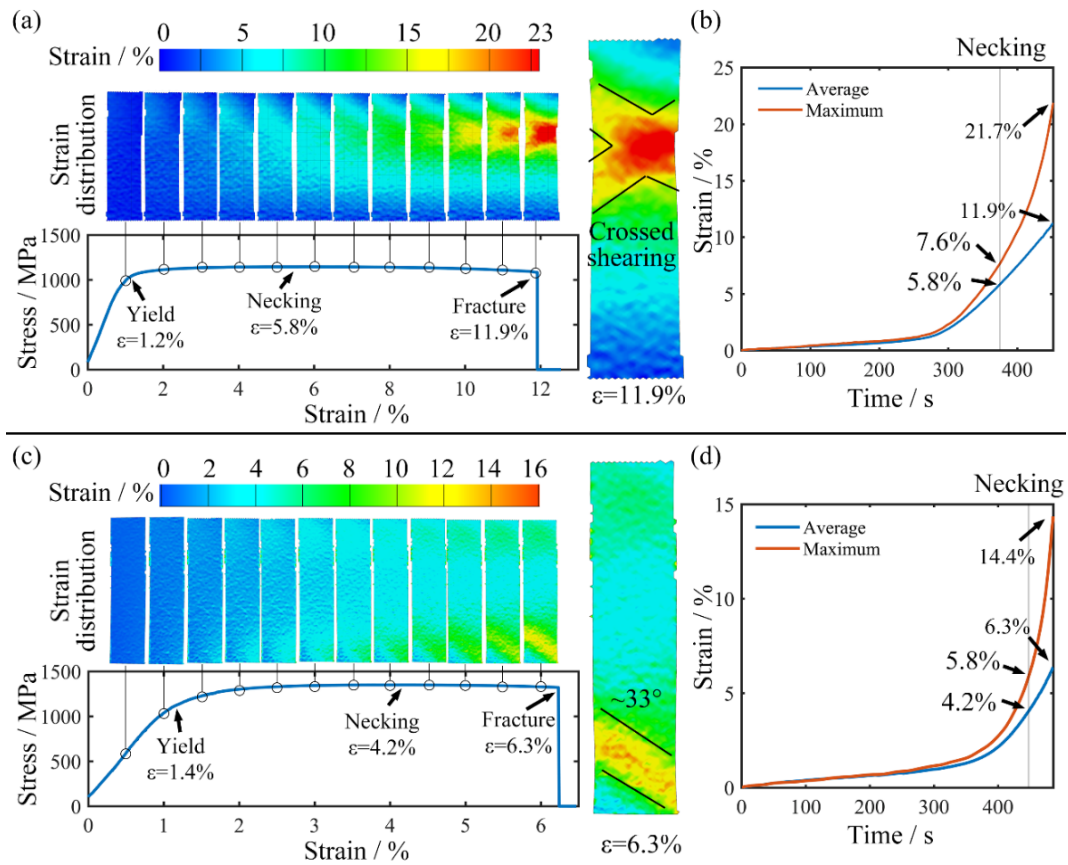 (a)
Strain / %
0 5 10 15 20 23
Strain
distribution
Stress / MPa
1500
1000
500
0
Yield
ε=1.2%
Necking
ε=5.8%
Fracture
ε=11.9%
0 2 4 6 8 10 12
Strain / %
Crossed
shearing
ε=11.9%
(b)
Necking
Strain / %
25
20
15
10
5
0
Average
Maximum
21.7%
11.9%
7.6%
5.8%
0 100 200 300 400
Time / s
(c)
Strain / %
0 2 4 6 8 10 12 14 16
Strain
distribution
Stress / MPa
1500
1000
500
0
Yield
ε=1.4%
Necking
ε=4.2%
Fracture
ε=6.3%
0 1 2 3 4 5 6
Strain / %
~33°
ε=6.3%
(d)
Necking
Strain / %
15
10
5
0
Average
Maximum
14.4%
6.3%
5.8%
4.2%
0 100 200 300 400
Time / s